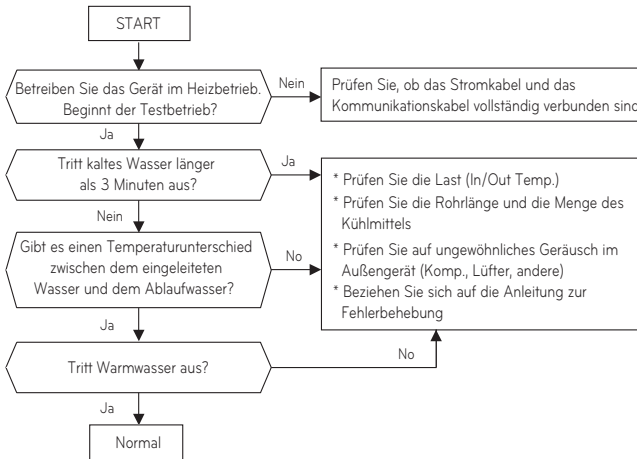 START
Betreiben Sie das Gerät im Heizbetrieb.
Beginnt der Testbetrieb?
Nein
Prüfen Sie, ob das Stromkabel und das
Kommunikationskabel vollständig verbunden sind
Ja
Tritt kaltes Wasser länger
als 3 Minuten aus?
Ja
* Prüfen Sie die Last (In/Out Temp.)
* Prüfen Sie die Rohrlänge und die Menge des
Kühlmittels
* Prüfen Sie auf ungewöhnliches Geräusch im
Außengerät (Komp., Lüfter, andere)
* Beziehen Sie sich auf die Anleitung zur
Fehlerbehebung
Nein
Gibt es einen Temperaturunterschied
zwischen dem eingeleiteten
Wasser und dem Ablaufwasser?
No
Ja
Tritt Warmwasser aus?
No
Ja
Normal